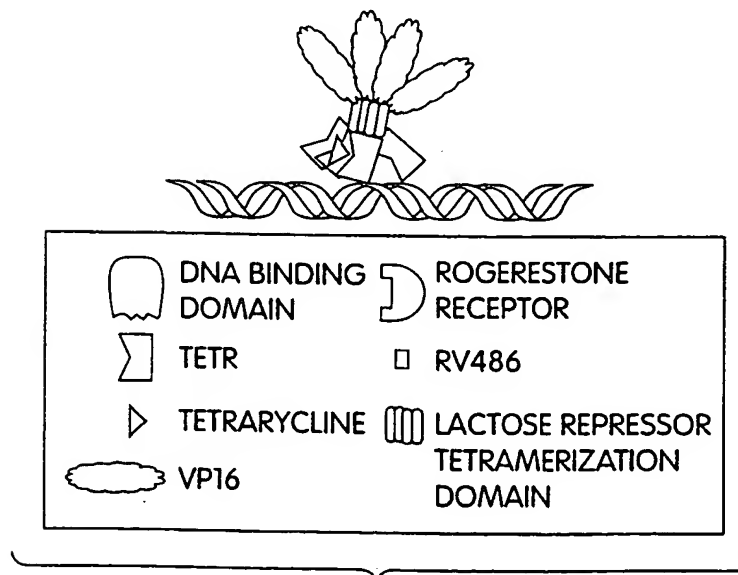 DNA BINDING
DOMAIN
ROGERESTONE
RECEPTOR
TETR
RV486
TETRARYCLINE
LACTOSE REPRESSOR
TETRAMERIZATION
DOMAIN
VP16